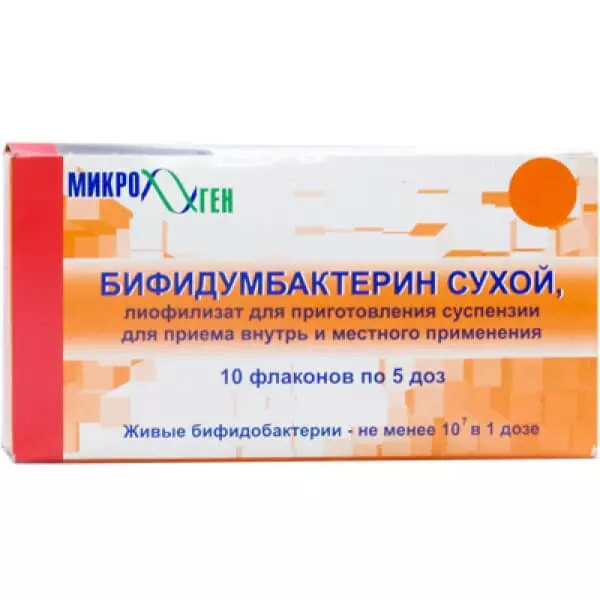 МИКРОГЕН
БИФИДУМБАКТЕРИН СУХОЙ,
лиофилизат для приготовления суспензии
для приема внутрь и местного применения
10 флаконов по 5 доз
Живые бифидобактерии - не менее 10⁷ в 1 дозе